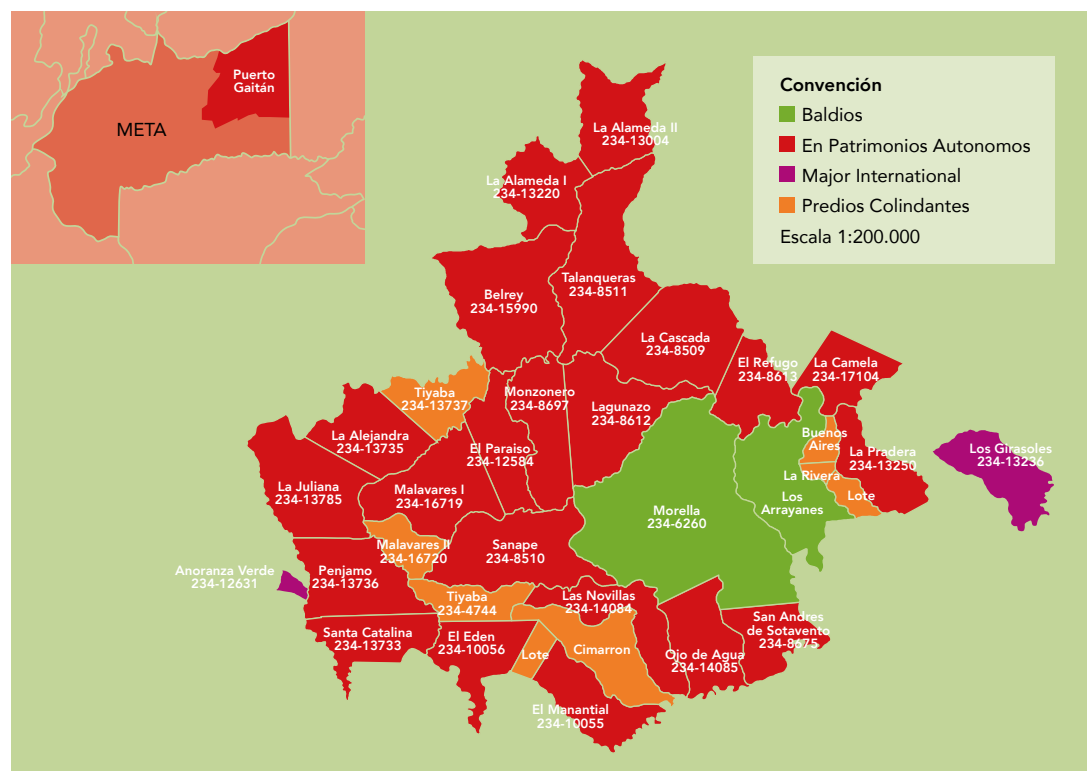 Puerto
Gaitán
META
Convención
Baldios
En Patrimonios Autonomos
Major International
Predios Colindantes
Escala 1:200.000
La Alameda II
234-13004
La Alameda I
234-13220
Talanqueras
234-8511
Belrey
234-15990
La Cascada
234-8509
El Refugo
234-8613
La Camela
234-17104
Tiyaba
234-13737
Monzonero
234-8697
Lagunazo
234-8612
La Alejandra
234-13735
El Paraiso
234-12584
Buenos
Aires
La Pradera
234-13250
Los Girasoles
234-13236
La Juliana
234-13785
Malavares I
234-16719
La Rivera
Lote
Los
Arrayanes
Morella
234-6260
Malavares II
234-16720
Sanape
234-8510
Anoranza Verde
234-12631
Penjamo
234-13736
Tiyaba
234-4744
Las Novillas
234-14084
San Andres
de Sotavento
234-8675
Santa Catalina
234-13733
El Eden
234-10056
Lote
Cimarron
Ojo de Agua
234-14085
El Manantial
234-10055